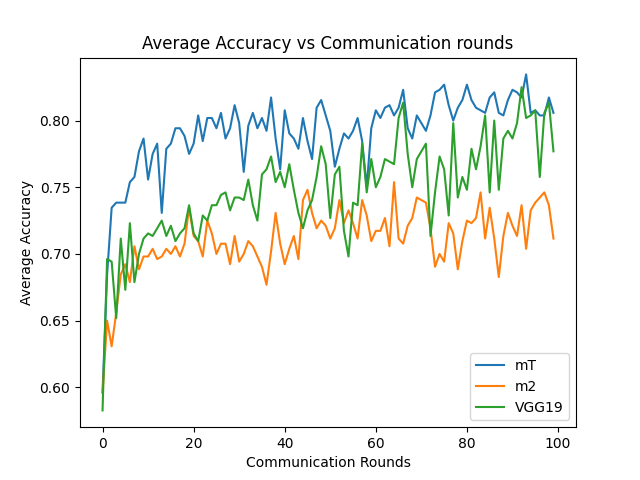 Average Accuracy vs Communication rounds
Average Accuracy
0.80
0.75
0.70
0.65
0.60
0
20
40
60
80
100
Communication Rounds
mT
m2
VGG19